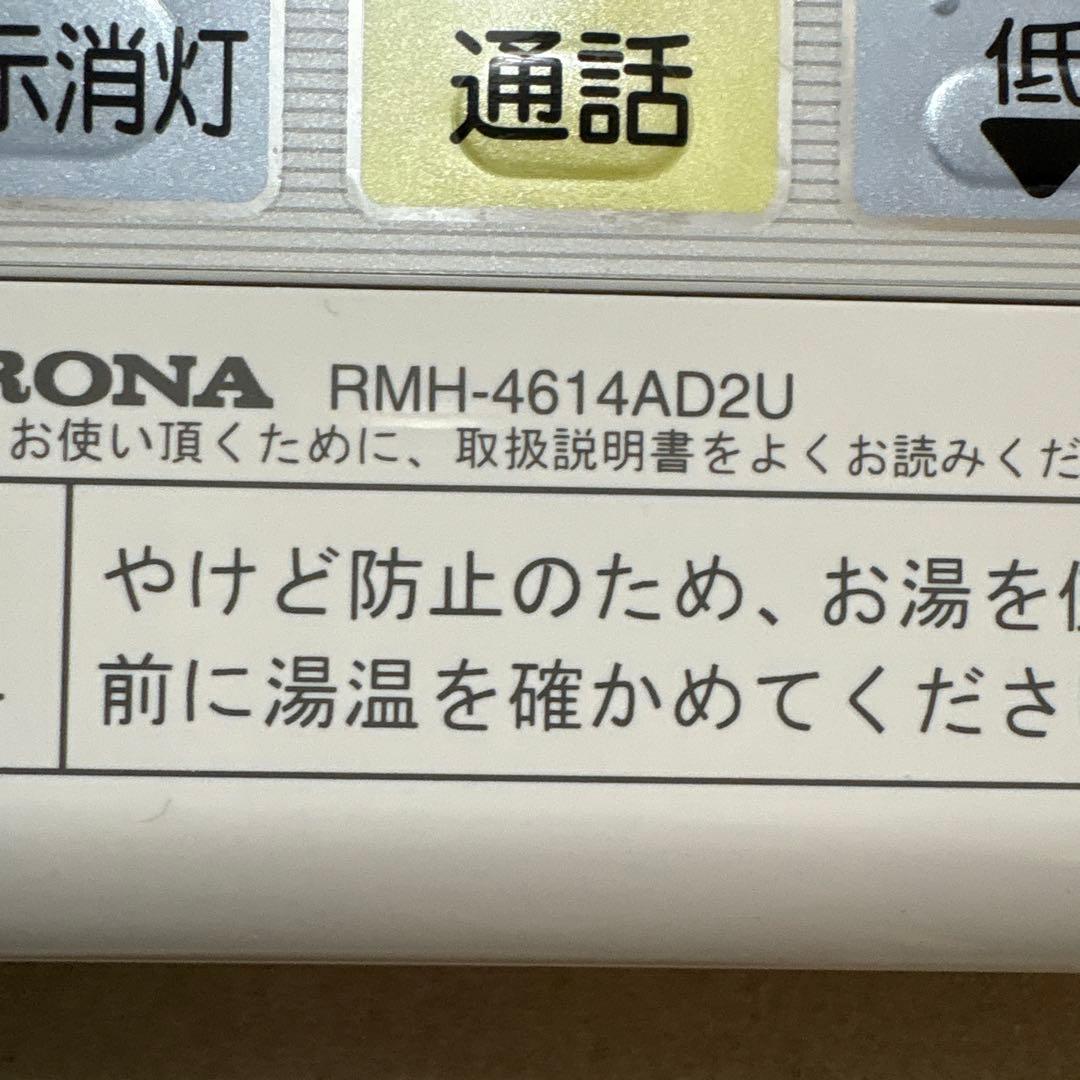 示消灯 通話 低
RONA RMH-4614AD2U
お使い頂くために、取扱説明書をよくお読みくだ
やけど防止のため、お湯を使
前に湯温を確かめてくださ